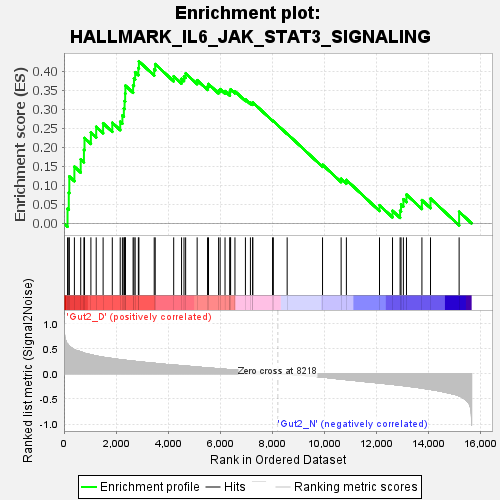 Enrichment plot:
HALLMARK_IL6_JAK_STAT3_SIGNALING
Enrichment score (ES)
0.40
0.35
0.30
0.25
0.20
0.15
0.10
0.05
0.00
Ranked list metric (Signal2Noise)
'Gut2_D' (positively correlated)
1.0
0.5
0.0
-0.5
-1.0
Zero cross at 8218
'Gut2_N' (negatively correlated)
0
2,000
4,000
6,000
8,000
10,000
12,000
14,000
16,000
Rank in Ordered Dataset
Enrichment profile
Hits
Ranking metric scores